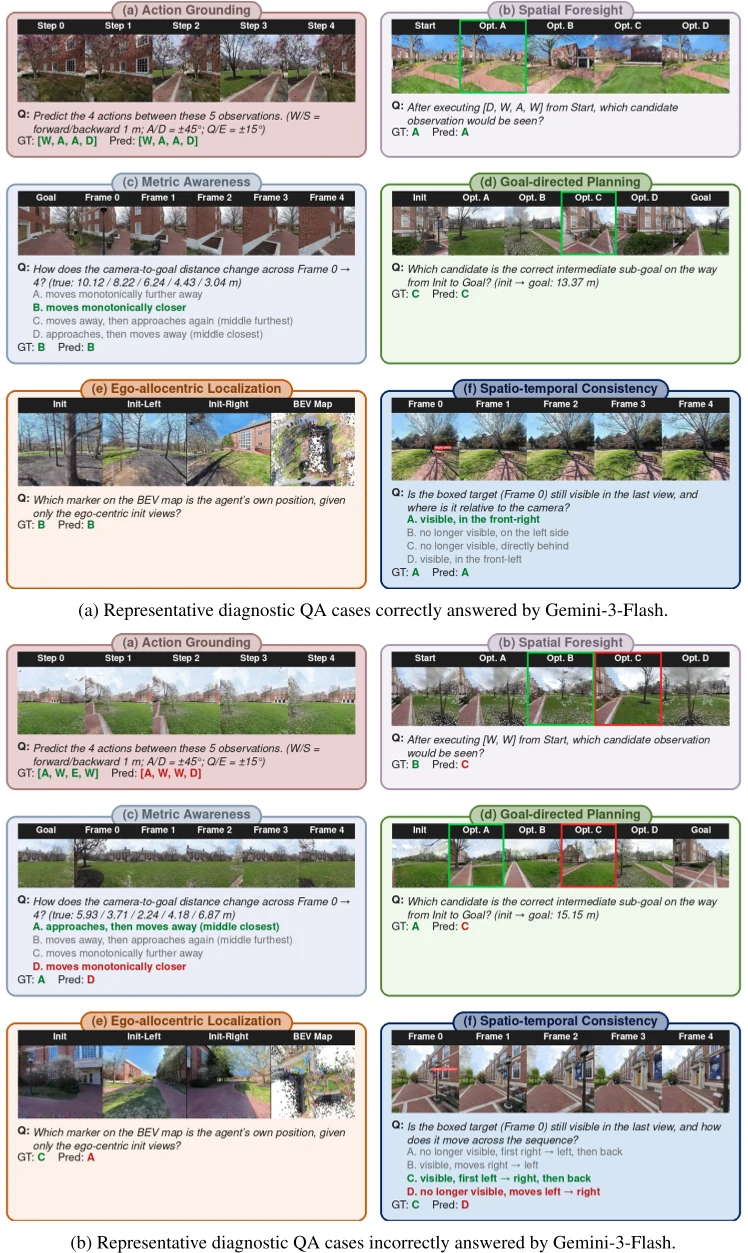 (a) Action Grounding
Step 0 Step 1 Step 2 Step 3 Step 4
Q: Predict the 4 actions between these 5 observations. (W/S =
forward/backward 1 m; A/D = ±45°; Q/E = ±15°)
GT: [W, A, A, D] Pred: [W, A, A, D]
(b) Spatial Foresight
Start Opt. A Opt. B Opt. C Opt. D
Q: After executing [D, W, A, W] from Start, which candidate
observation would be seen?
GT: A Pred: A
(c) Metric Awareness
Goal Frame 0 Frame 1 Frame 2 Frame 3 Frame 4
Q: How does the camera-to-goal distance change across Frame 0 →
4? (true: 10.12 / 8.22 / 6.24 / 4.43 / 3.04 m)
A. moves monotonically further away
B. moves monotonically closer
C. moves away, then approaches again (middle furthest)
D. approaches, then moves away (middle closest)
GT: B Pred: B
(d) Goal-directed Planning
Init Opt. A Opt. B Opt. C Opt. D Goal
Q: Which candidate is the correct intermediate sub-goal on the way
from Init to Goal? (init → goal: 13.37 m)
GT: C Pred: C
(e) Ego-allocentric Localization
Init Init-Left Init-Right BEV Map
Q: Which marker on the BEV map is the agent's own position, given
only the ego-centric init views?
GT: B Pred: B
(f) Spatio-temporal Consistency
Frame 0 Frame 1 Frame 2 Frame 3 Frame 4
Q: Is the boxed target (Frame 0) still visible in the last view, and
where is it relative to the camera?
A. visible, in the front-right
B. no longer visible, on the left side
C. no longer visible, directly behind
D. visible, in the front-left
GT: A Pred: A
(a) Representative diagnostic QA cases correctly answered by Gemini-3-Flash.
(a) Action Grounding
Step 0 Step 1 Step 2 Step 3 Step 4
Q: Predict the 4 actions between these 5 observations. (W/S =
forward/backward 1 m; A/D = ±45°; Q/E = ±15°)
GT: [A, W, E, W] Pred: [A, W, W, D]
(b) Spatial Foresight
Start Opt. A Opt. B Opt. C Opt. D
Q: After executing [W, W] from Start, which candidate observation
would be seen?
GT: B Pred: C
(c) Metric Awareness
Goal Frame 0 Frame 1 Frame 2 Frame 3 Frame 4
Q: How does the camera-to-goal distance change across Frame 0 →
4? (true: 5.93 / 3.71 / 2.24 / 4.18 / 6.87 m)
A. approaches, then moves away (middle closest)
B. moves away, then approaches again (middle furthest)
C. moves monotonically further away
D. moves monotonically closer
GT: A Pred: D
(d) Goal-directed Planning
Init Opt. A Opt. B Opt. C Opt. D Goal
Q: Which candidate is the correct intermediate sub-goal on the way
from Init to Goal? (init → goal: 15.15 m)
GT: A Pred: C
(e) Ego-allocentric Localization
Init Init-Left Init-Right BEV Map
Q: Which marker on the BEV map is the agent's own position, given
only the ego-centric init views?
GT: C Pred: A
(f) Spatio-temporal Consistency
Frame 0 Frame 1 Frame 2 Frame 3 Frame 4
Q: Is the boxed target (Frame 0) still visible in the last view, and how
does it move across the sequence?
A. no longer visible, first right → left, then back
B. visible, moves right → left
C. visible, first left → right, then back
D. no longer visible, moves left → right
GT: C Pred: D
(b) Representative diagnostic QA cases incorrectly answered by Gemini-3-Flash.